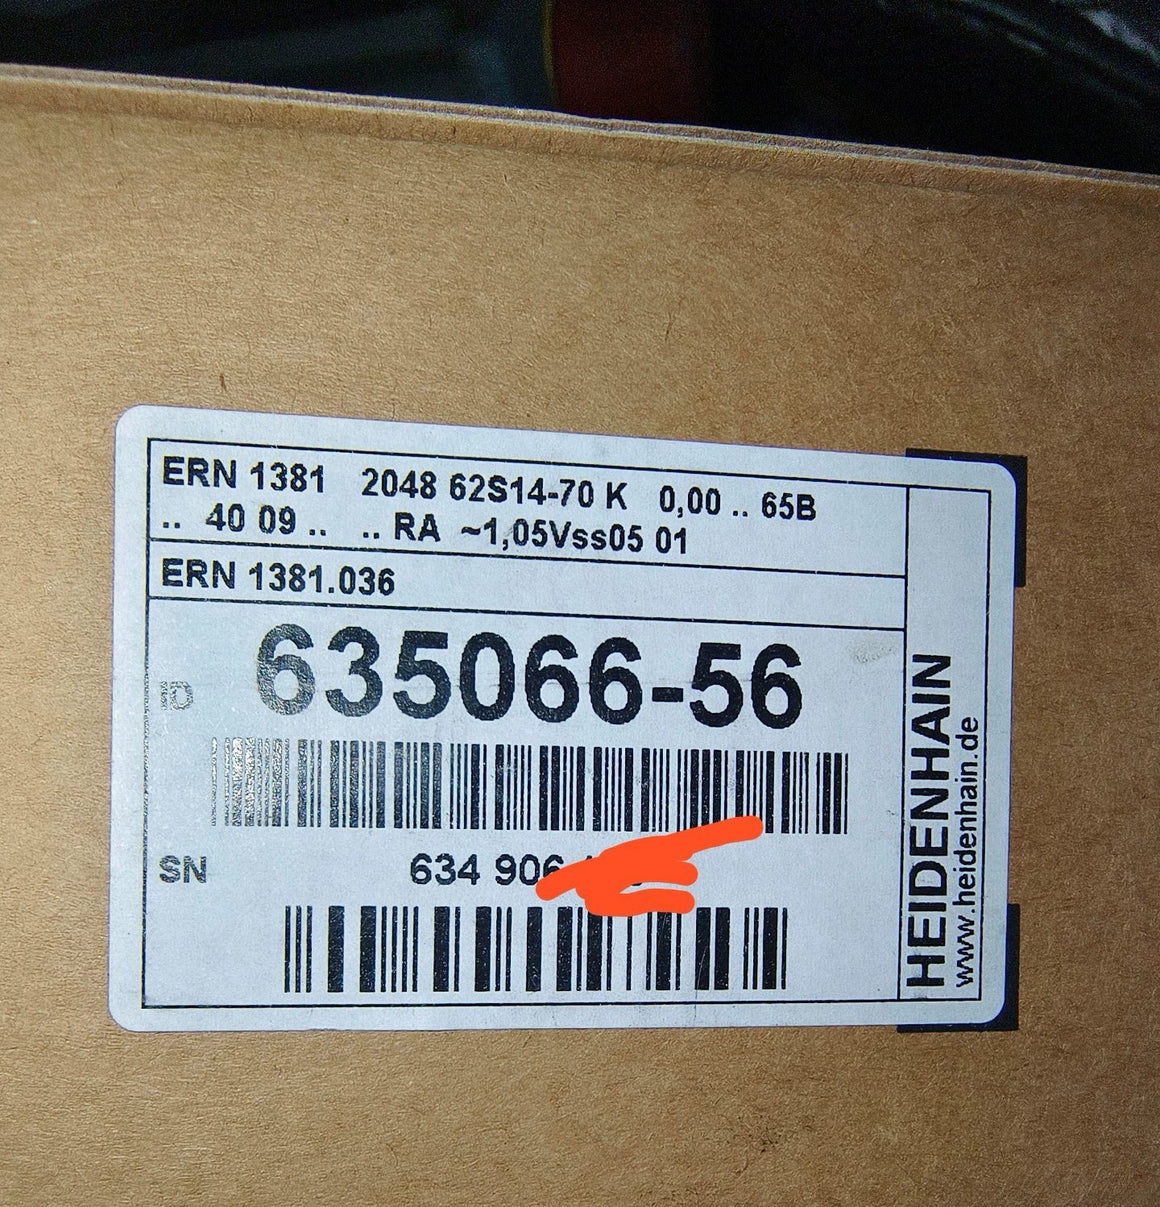 ERN 1381 2048 62S14-70 K 0,00 .. 65B
.. 40 09 .. .. RA ~1,05Vss05 01
ERN 1381.036
ID 635066-56
SN 634 906
HEIDENHAIN
www.heidenhain.de